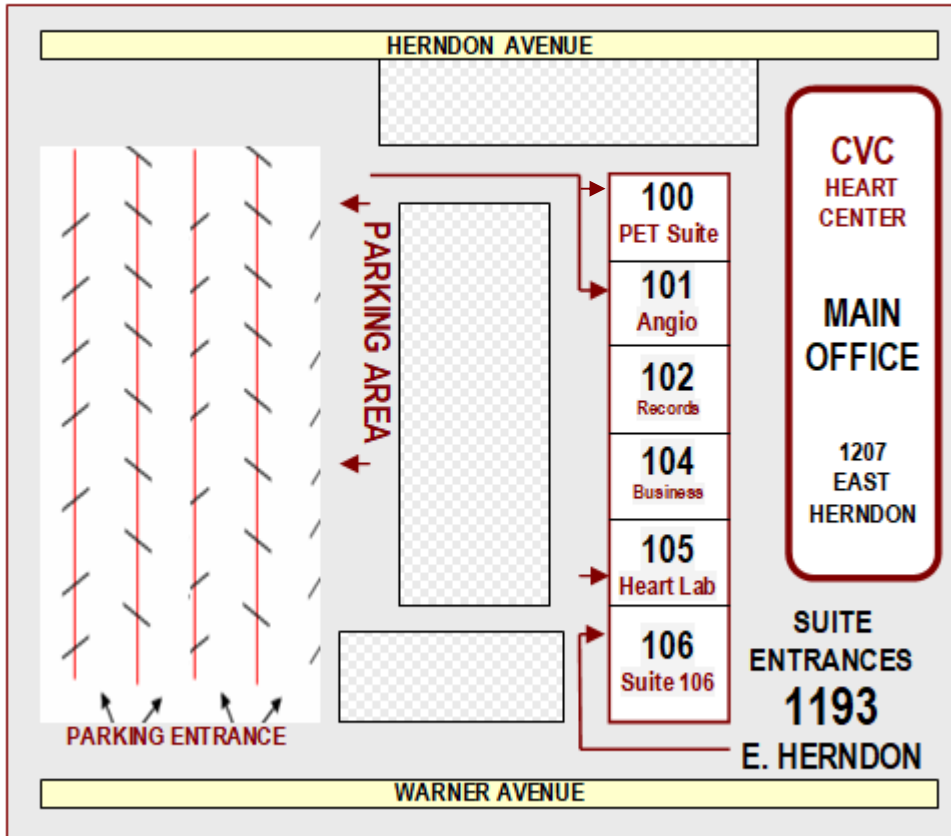 HERNDON AVENUE
CVC
HEART
CENTER
MAIN
OFFICE
1207
EAST
HERNDON
PARKING AREA
100
PET Suite
101
Angio
102
Records
104
Business
105
Heart Lab
106
Suite 106
SUITE
ENTRANCES
1193
E. HERNDON
PARKING ENTRANCE
WARNER AVENUE